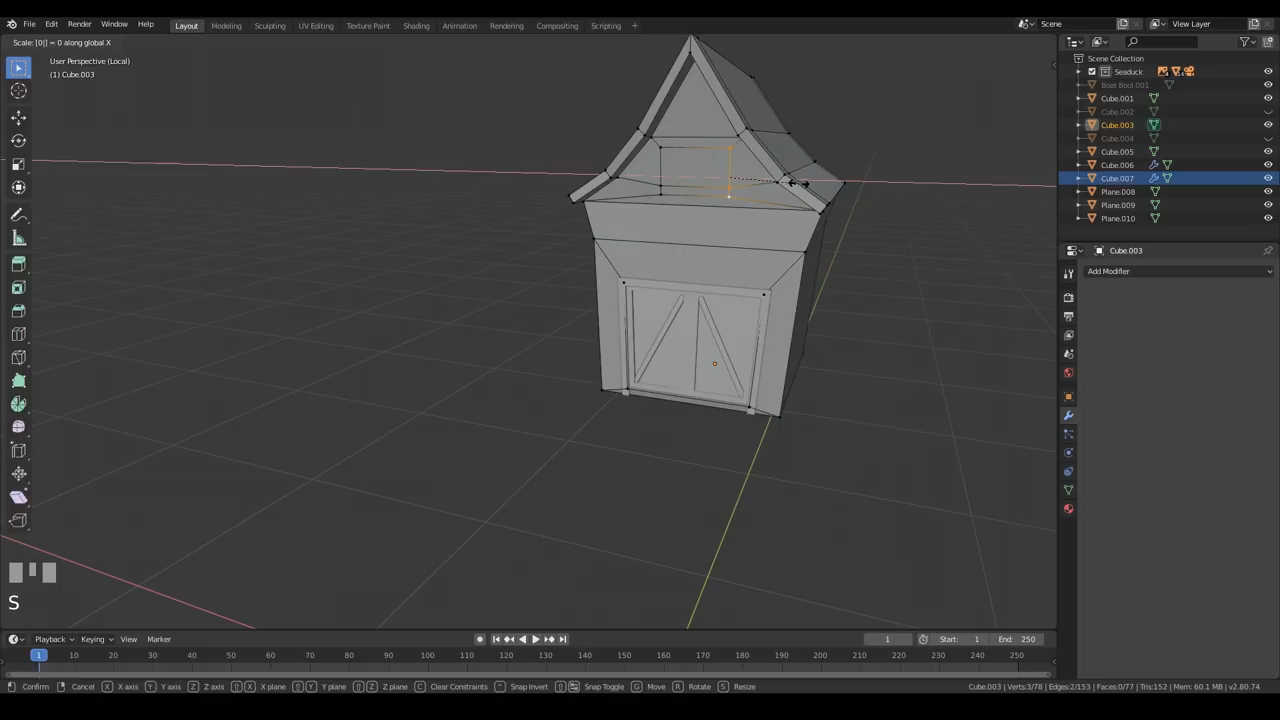 File Edit Render Window Help Layout Modeling Sculpting UV Editing Texture Paint Shading Animation Rendering Compositing Scripting + Scene View Layer
Scale: [0|] = 0 along global X
User Perspective (Local)
(1) Cube.003
Scene Collection
Seaduck
Boat Bool.001
Cube.001
Cube.002
Cube.003
Cube.004
Cube.005
Cube.006
Cube.007
Plane.008
Plane.009
Plane.010
Cube.003
Add Modifier
S
Playback Keying View Marker 1 Start: 1 End: 250
1 10 20 30 40 50 60 70 80 90 100 110 120 130 140 150 160 170 180 190 200 210 220 230 240 250
Confirm Cancel X X axis Y Y axis Z Z axis X X plane Y Y plane Z Z plane C Clear Constraints Snap Invert Snap Toggle G Move R Rotate S Resize Cube.003 | Verts:3/78 | Edges:2/153 | Faces:0/77 | Tris:152 | Mem: 60.1 MB | v2.80.74